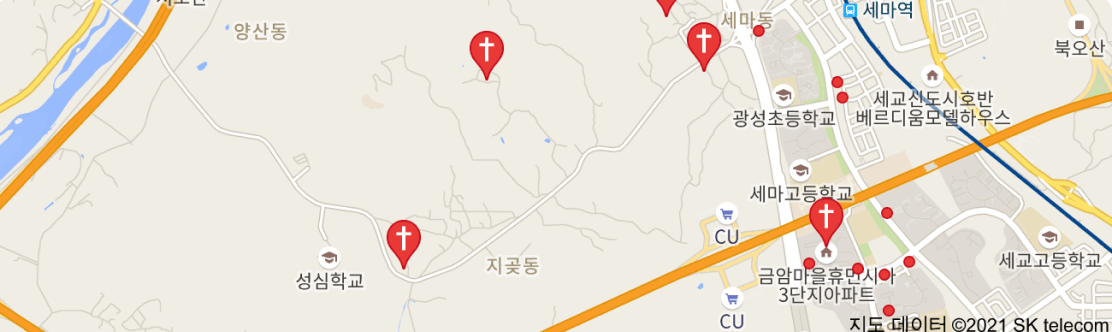 양산동
세마동
세마역
북오산
세교신도시호반
베르디움모델하우스
광성초등학교
세마고등학교
CU
성심학교
지곶동
금암마을휴먼시아
3단지아파트
세교고등학교
CU
지도 데이터 ©2021 SK telecom